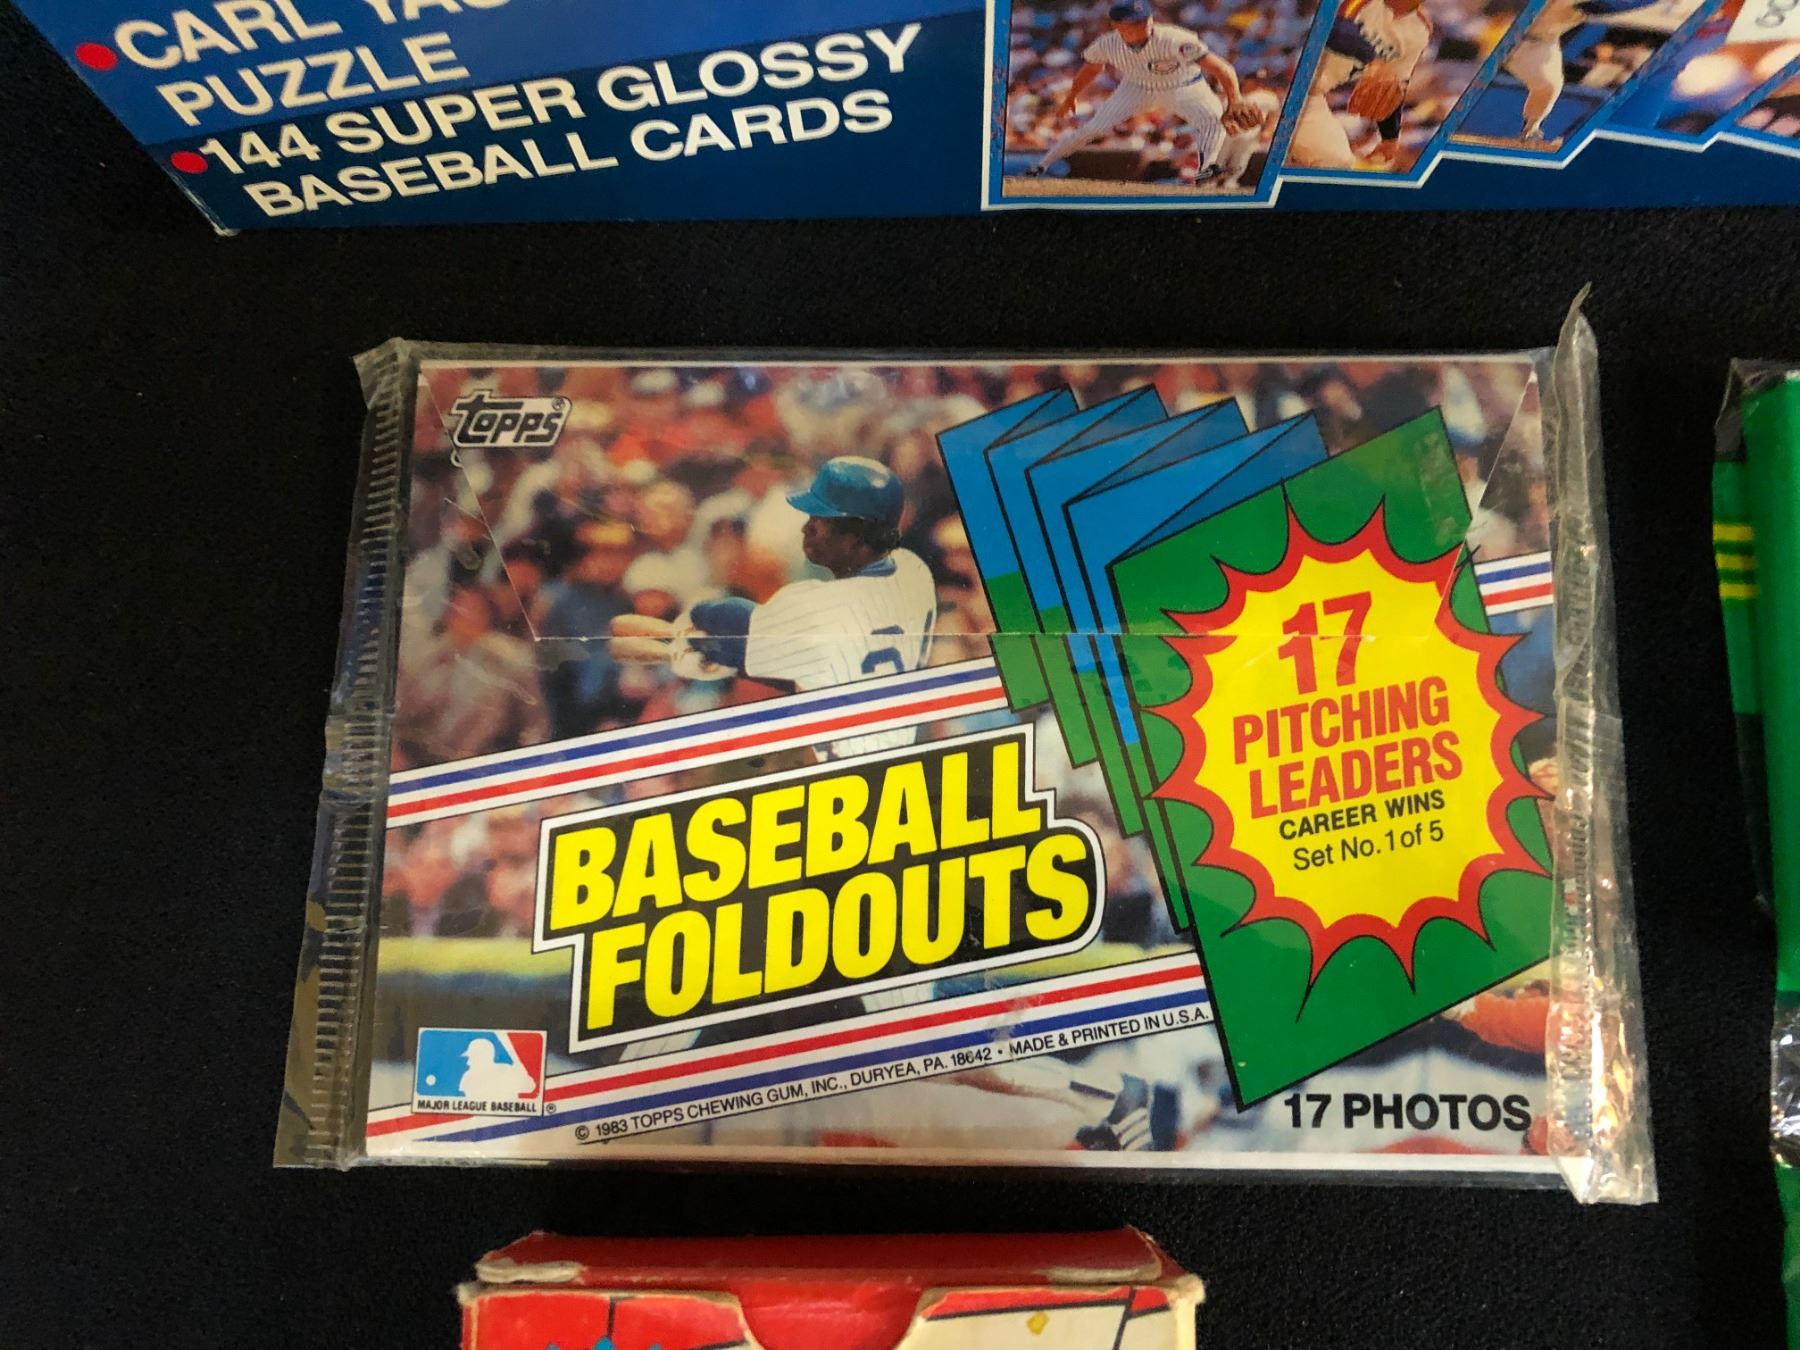 •CARL
PUZZLE
•144 SUPER GLOSSY
BASEBALL CARDS
TOPPS®
17
PITCHING
LEADERS
CAREER WINS
Set No. 1 of 5
BASEBALL
FOLDOUTS
MAJOR LEAGUE BASEBALL ®
© 1983 TOPPS CHEWING GUM, INC., DURYEA, PA. 18642 • MADE & PRINTED IN U.S.A.
17 PHOTOS